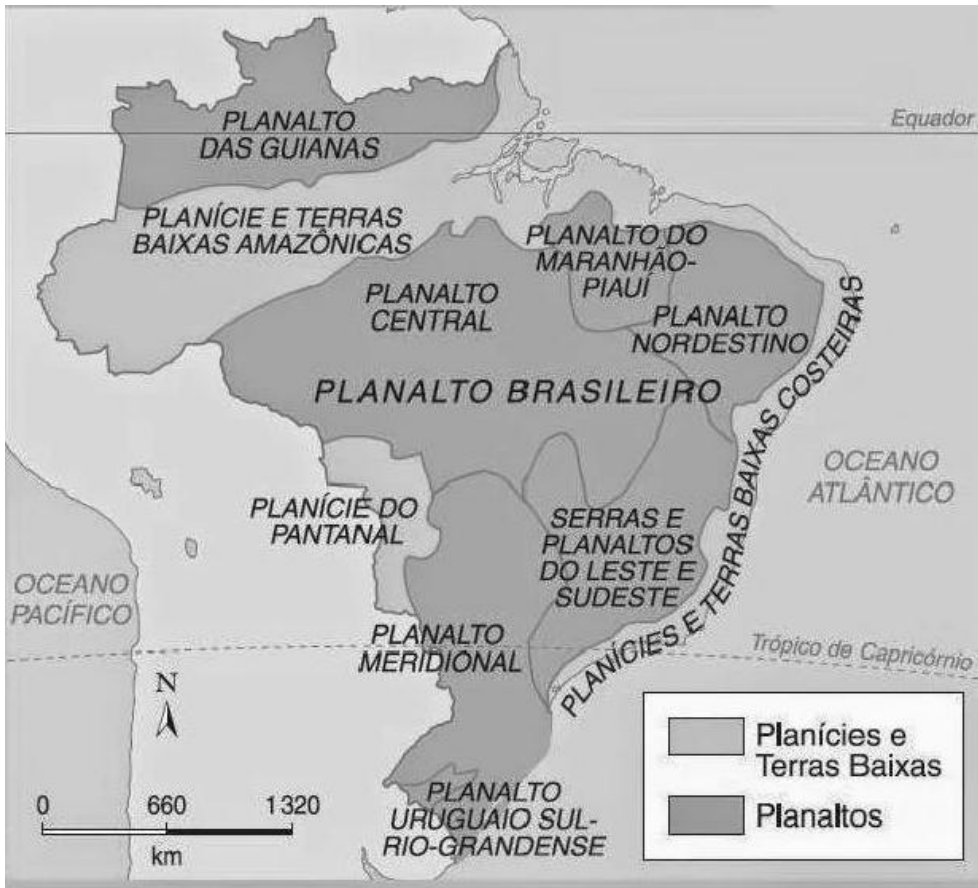 PLANALTO
DAS GUIANAS
Equador
PLANÍCIE E TERRAS
BAIXAS AMAZÔNICAS
PLANALTO DO
MARANHÃO-
PIAUÍ
PLANALTO
CENTRAL
PLANALTO
NORDESTINO
PLANALTO BRASILEIRO
PLANÍCIES E TERRAS BAIXAS COSTEIRAS
OCEANO
ATLÂNTICO
PLANÍCIE DO
PANTANAL
SERRAS E
PLANALTOS
DO LESTE E
SUDESTE
OCEANO
PACÍFICO
PLANALTO
MERIDIONAL
Trópico de Capricórnio
N
0 660 1320
km
PLANALTO
URUGUAIO SUL-
RIO-GRANDENSE
Planícies e
Terras Baixas
Planaltos